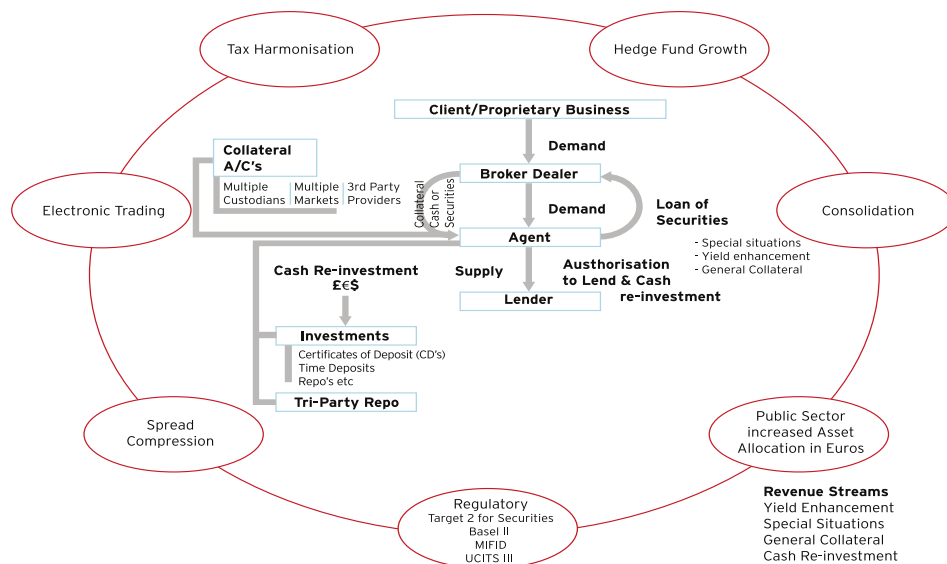 Tax Harmonisation
Hedge Fund Growth
Client/Proprietary Business
Demand
Collateral
A/C's
Multiple
Custodians
Multiple
Markets
3rd Party
Providers
Broker Dealer
Collateral
Cash or
Securities
Demand
Loan of
Securities
- Special situations
- Yield enhancement
- General Collateral
Electronic Trading
Consolidation
Agent
Cash Re-investment
£€$
Supply
Austhorisation
to Lend & Cash
re-investment
Lender
Investments
Certificates of Deposit (CD's)
Time Deposits
Repo's etc
Tri-Party Repo
Spread
Compression
Public Sector
increased Asset
Allocation in Euros
Regulatory
Target 2 for Securities
Basel II
MIFID
UCITS III
Revenue Streams
Yield Enhancement
Special Situations
General Collateral
Cash Re-investment